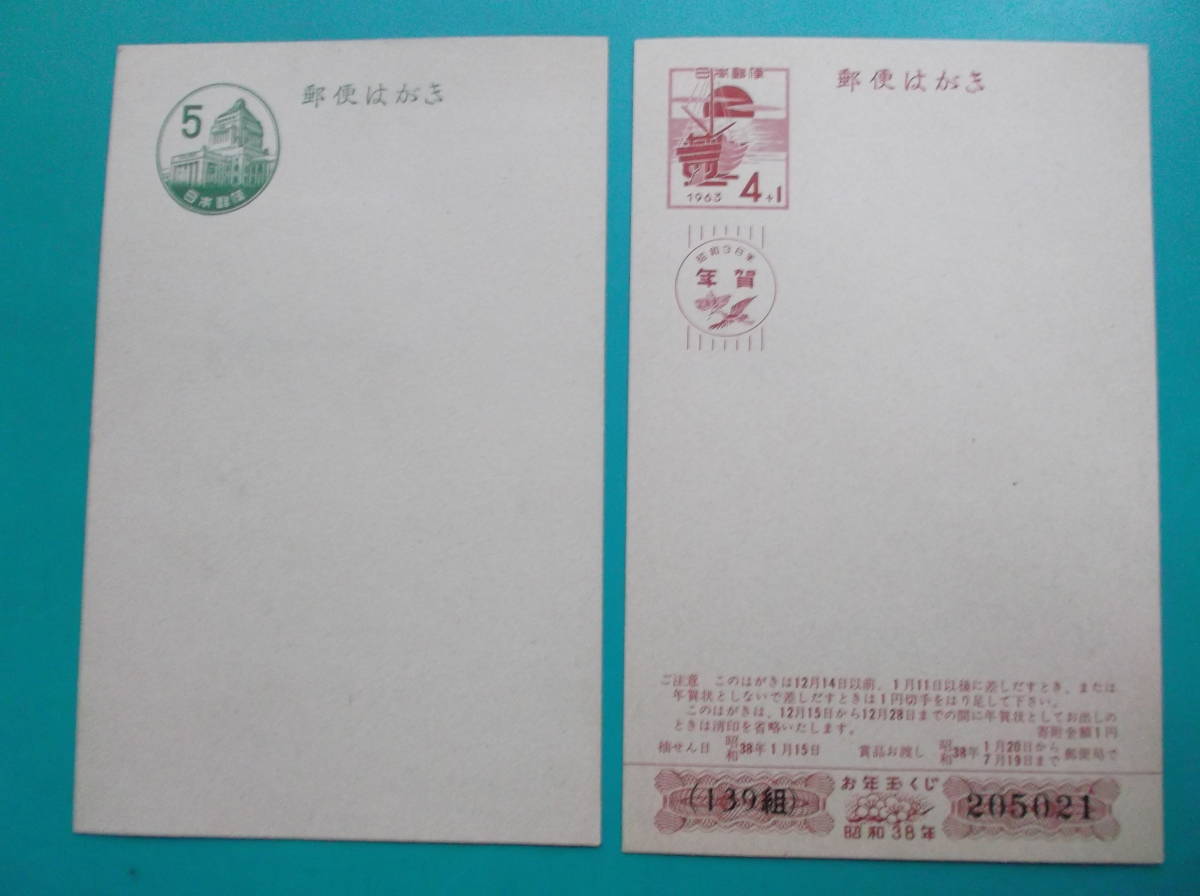 郵便はがき
5
日本郵便
日本郵便
郵便はがき
1963 4+1
昭和38年
年賀
ご注意 このはがきは12月14日以前、1月11日以後に差しだすとき、または
年賀状としないで差しだすときは1円切手をはり足して下さい。
このはがきは、12月15日から12月28日までの間に年賀状としてお出しの
ときは消印を省略いたします。 寄附金額1円
抽せん日 昭和38年1月15日 賞品お渡し 昭和38年 1月20日から 7月19日まで 郵便局で
お年玉くじ
(139組) 205021
昭和38年